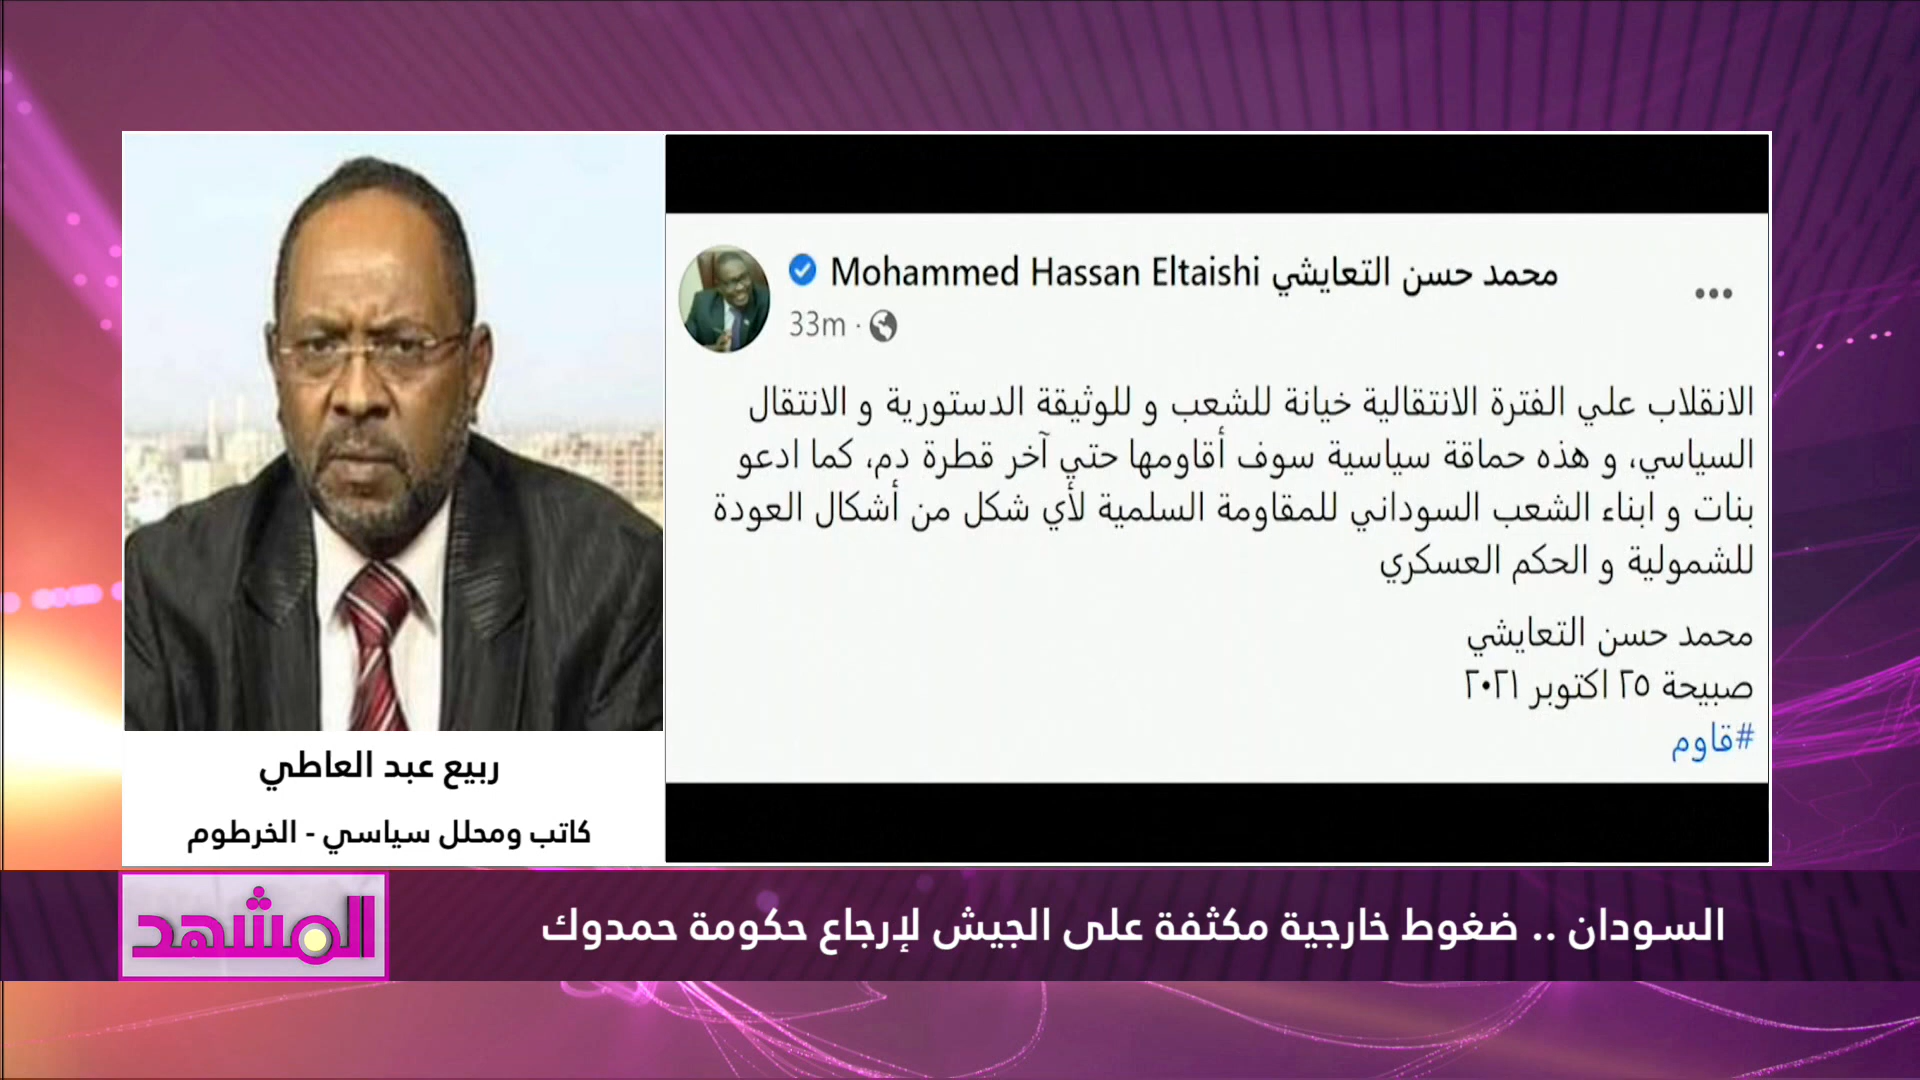 Mohammed Hassan Eltaishi محمد حسن التعايشي
33m ·
الانقلاب علي الفترة الانتقالية خيانة للشعب و للوثيقة الدستورية و الانتقال
السياسي، و هذه حماقة سياسية سوف أقاومها حتي آخر قطرة دم، كما ادعو
بنات و ابناء الشعب السوداني للمقاومة السلمية لأي شكل من أشكال العودة
للشمولية و الحكم العسكري
محمد حسن التعايشي
صبيحة ٢٥ اكتوبر ٢٠٢١
#قاوم
ربيع عبد العاطي
كاتب ومحلل سياسي - الخرطوم
السودان .. ضغوط خارجية مكثفة على الجيش لإرجاع حكومة حمدوك
المشهد